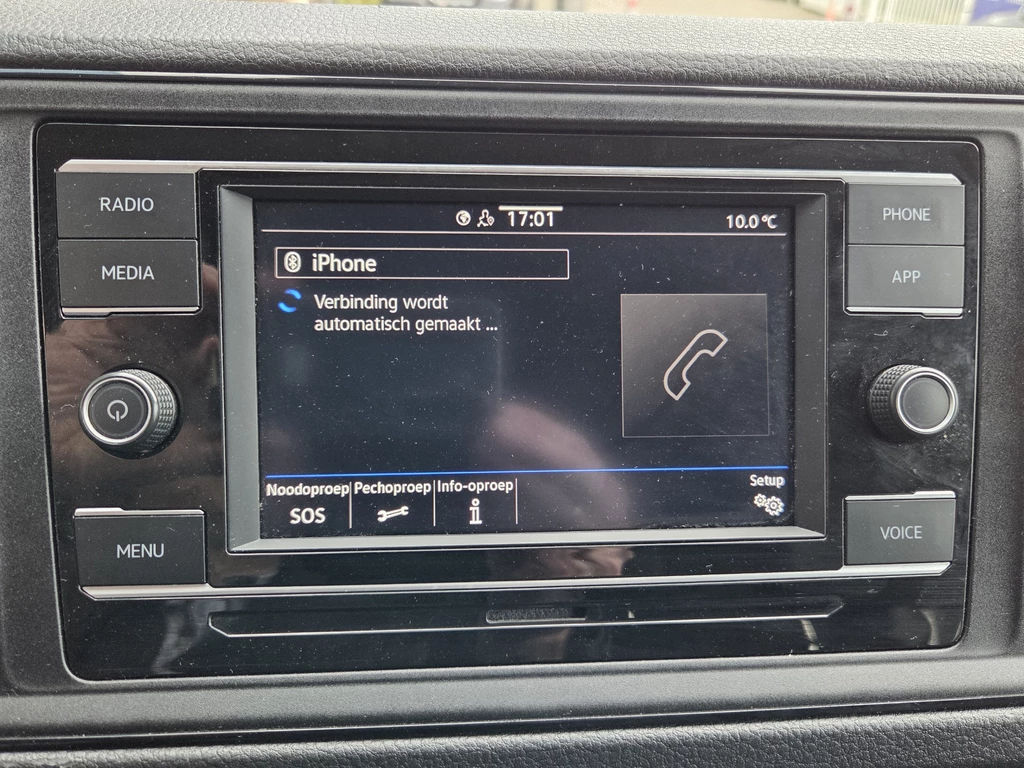 RADIO
MEDIA
MENU
17:01
10.0 °C
iPhone
Verbinding wordt
automatisch gemaakt ...
Noodoproep Pechoproep Info-oproep
SOS
Setup
PHONE
APP
VOICE